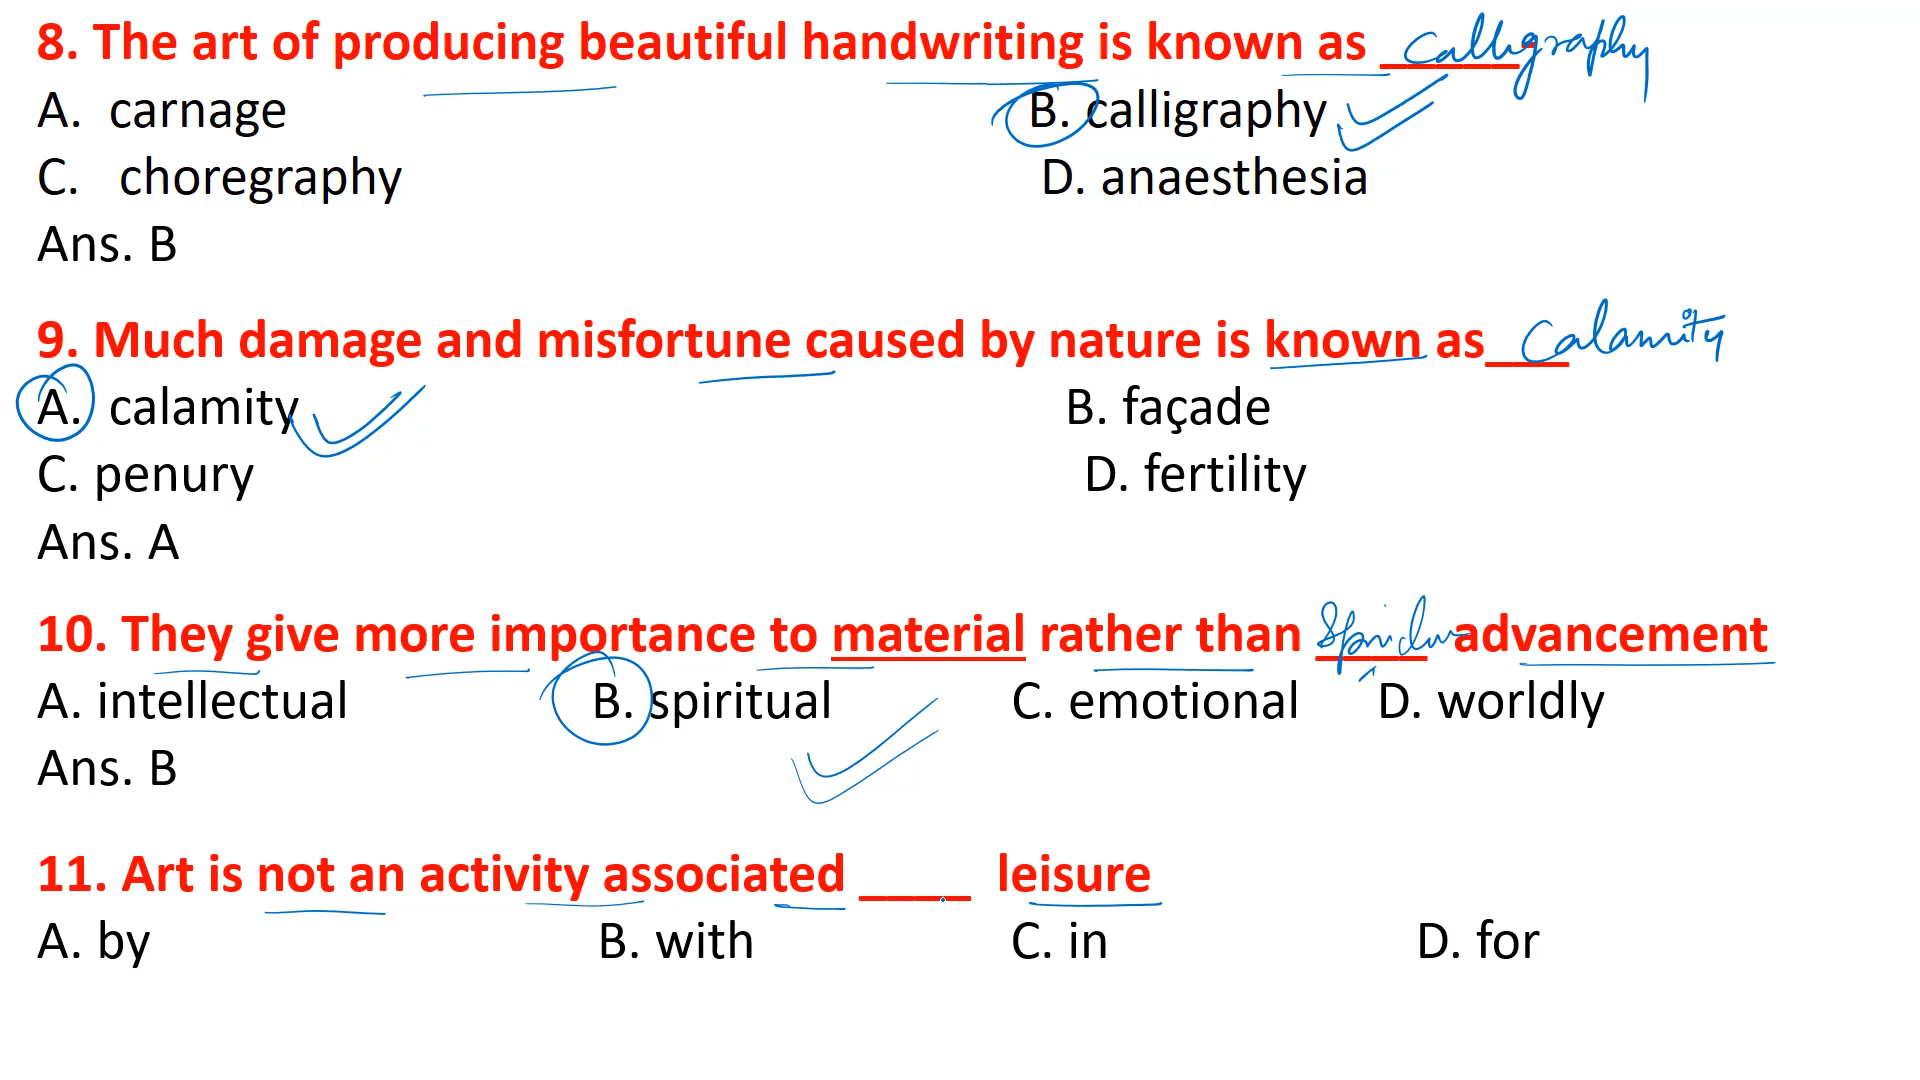 8. The art of producing beautiful handwriting is known as calligraphy
A. carnage B. calligraphy
C. choregraphy D. anaesthesia
Ans. B
9. Much damage and misfortune caused by nature is known as____ Calamity
A. calamity B. façade
C. penury D. fertility
Ans. A
10. They give more importance to material rather than ____ advancement
A. intellectual B. spiritual C. emotional D. worldly
Ans. B
11. Art is not an activity associated ____ leisure
A. by B. with C. in D. for